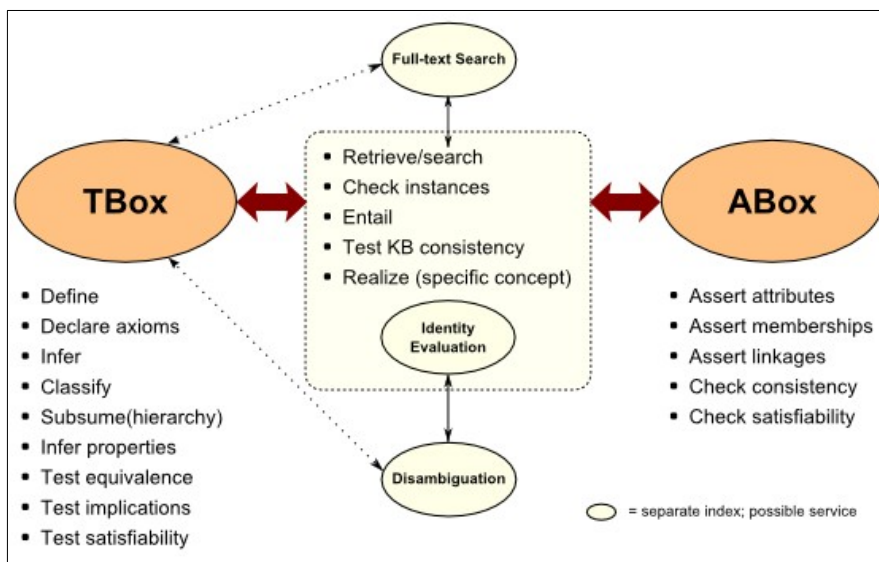 Full-text Search
TBox
▪ Retrieve/search
▪ Check instances
▪ Entail
▪ Test KB consistency
▪ Realize (specific concept)
ABox
Identity
Evaluation
▪ Define
▪ Declare axioms
▪ Infer
▪ Classify
▪ Subsume(hierarchy)
▪ Infer properties
▪ Test equivalence
▪ Test implications
▪ Test satisfiability
▪ Assert attributes
▪ Assert memberships
▪ Assert linkages
▪ Check consistency
▪ Check satisfiability
Disambiguation
= separate index; possible service